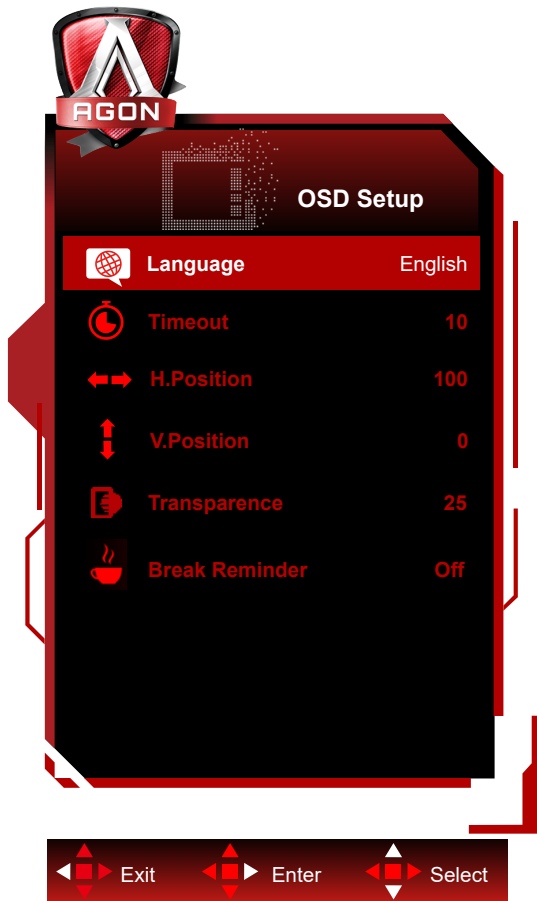 AGON
OSD Setup
Language English
Timeout 10
H.Position 100
V.Position 0
Transparence 25
Break Reminder Off
Exit Enter Select